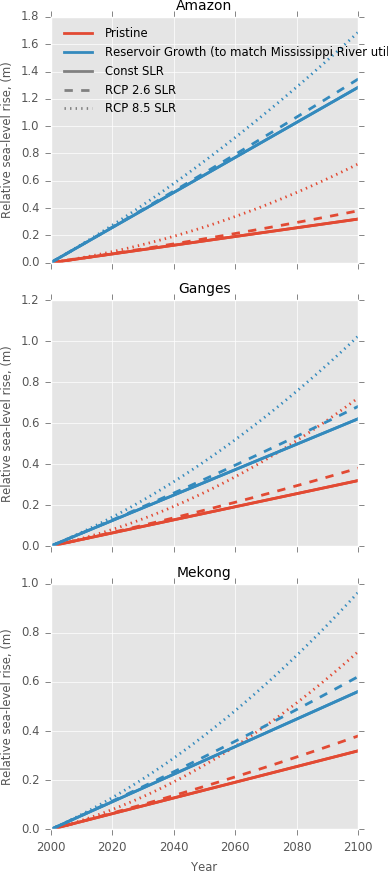 Amazon
1.8
1.6
1.4
1.2
1.0
0.8
0.6
0.4
0.2
0.0
Relative sea-level rise, (m)
Pristine
Reservoir Growth (to match Mississippi River util
Const SLR
RCP 2.6 SLR
RCP 8.5 SLR
Ganges
1.2
1.0
0.8
0.6
0.4
0.2
0.0
Relative sea-level rise, (m)
Mekong
1.0
0.8
0.6
0.4
0.2
0.0
Relative sea-level rise, (m)
2000 2020 2040 2060 2080 2100
Year